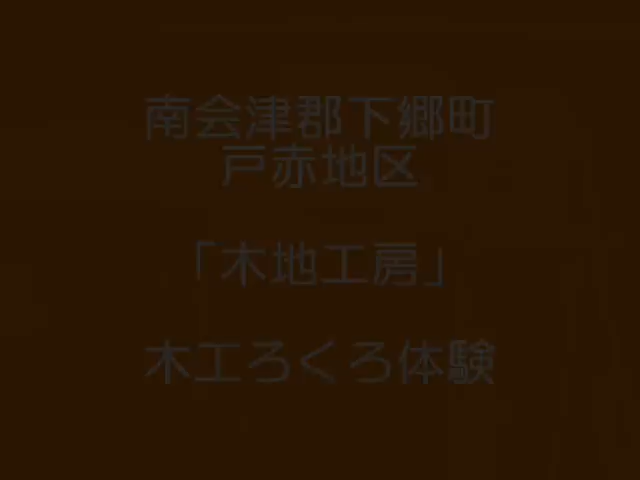 南会津郡下郷町
戸赤地区
「木地工房」
木工ろくろ体験